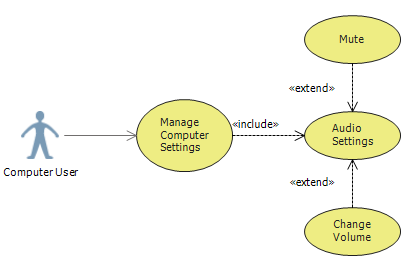 Mute
«extend»
Manage
Computer
Settings
«include»
Audio
Settings
Computer User
«extend»
Change
Volume